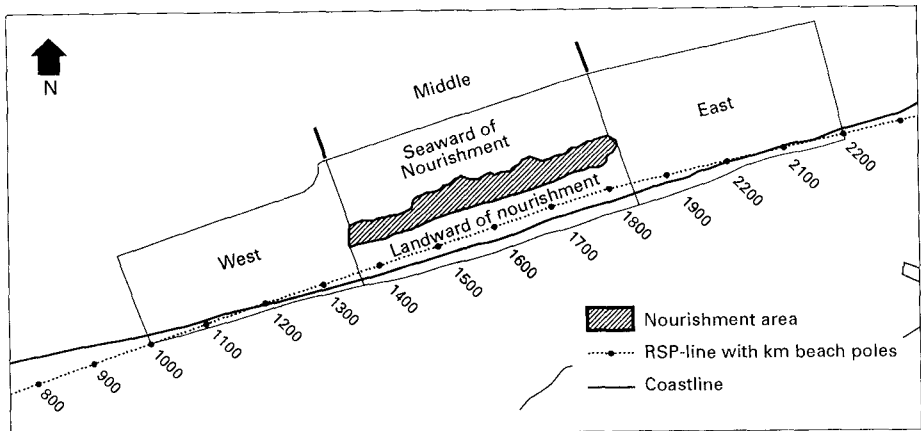 N
Middle
East
Seaward of
Nourishment
Landward of nourishment
West
800
900
1000
1100
1200
1300
1400
1500
1600
1700
1800
1900
2200
2100
2200
Nourishment area
RSP-line with km beach poles
Coastline